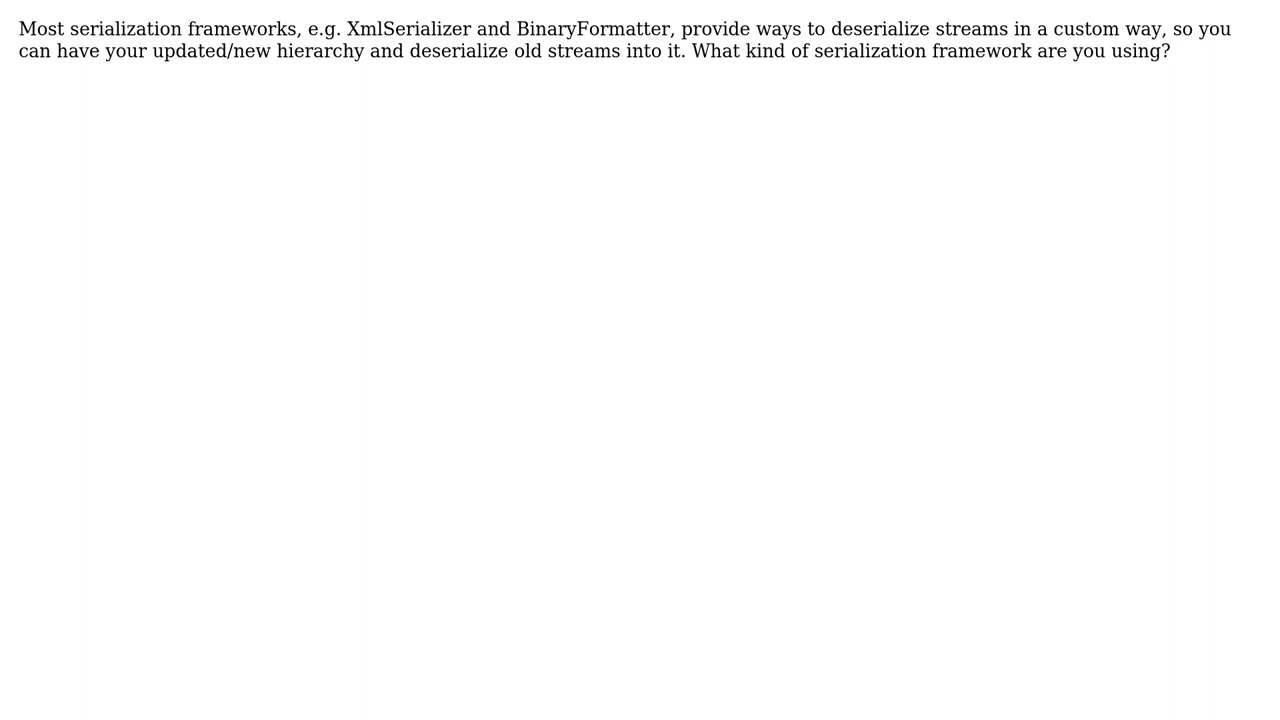 Most serialization frameworks, e.g. XmlSerializer and BinaryFormatter, provide ways to deserialize streams in a custom way, so you
can have your updated/new hierarchy and deserialize old streams into it. What kind of serialization framework are you using?